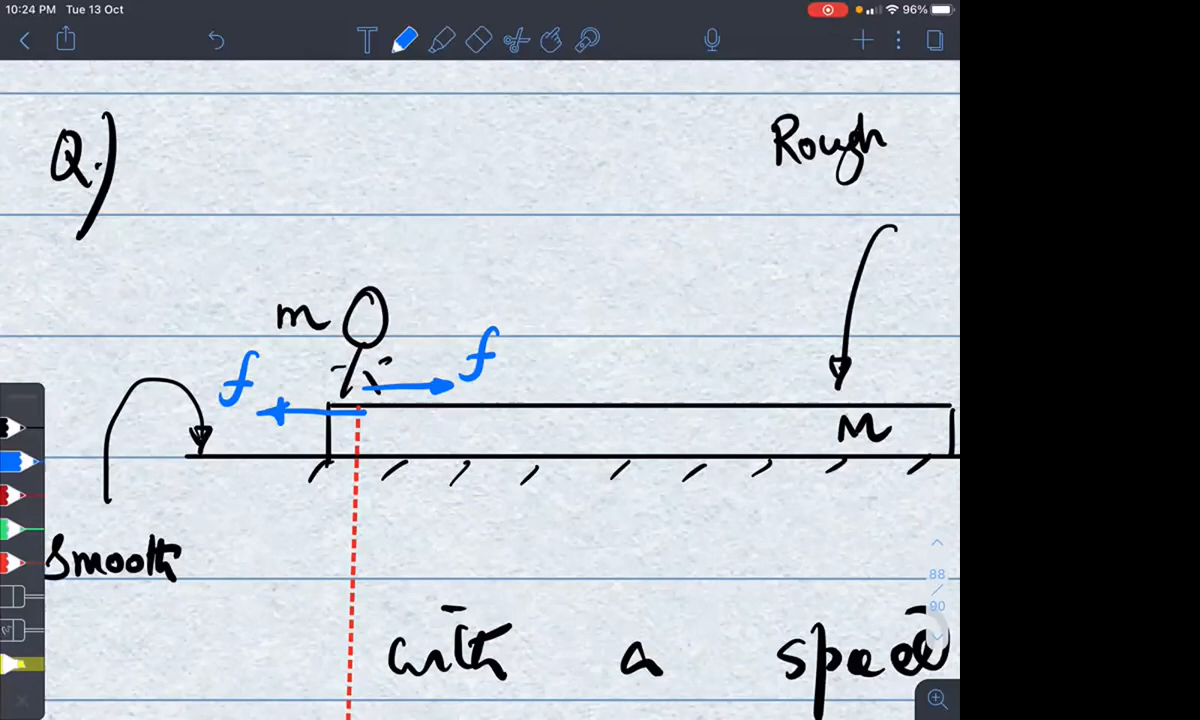 10:24 PM Tue 13 Oct 96%
T
Q.) Rough
m f
f
M
Smooth
88
/
90
with a speed